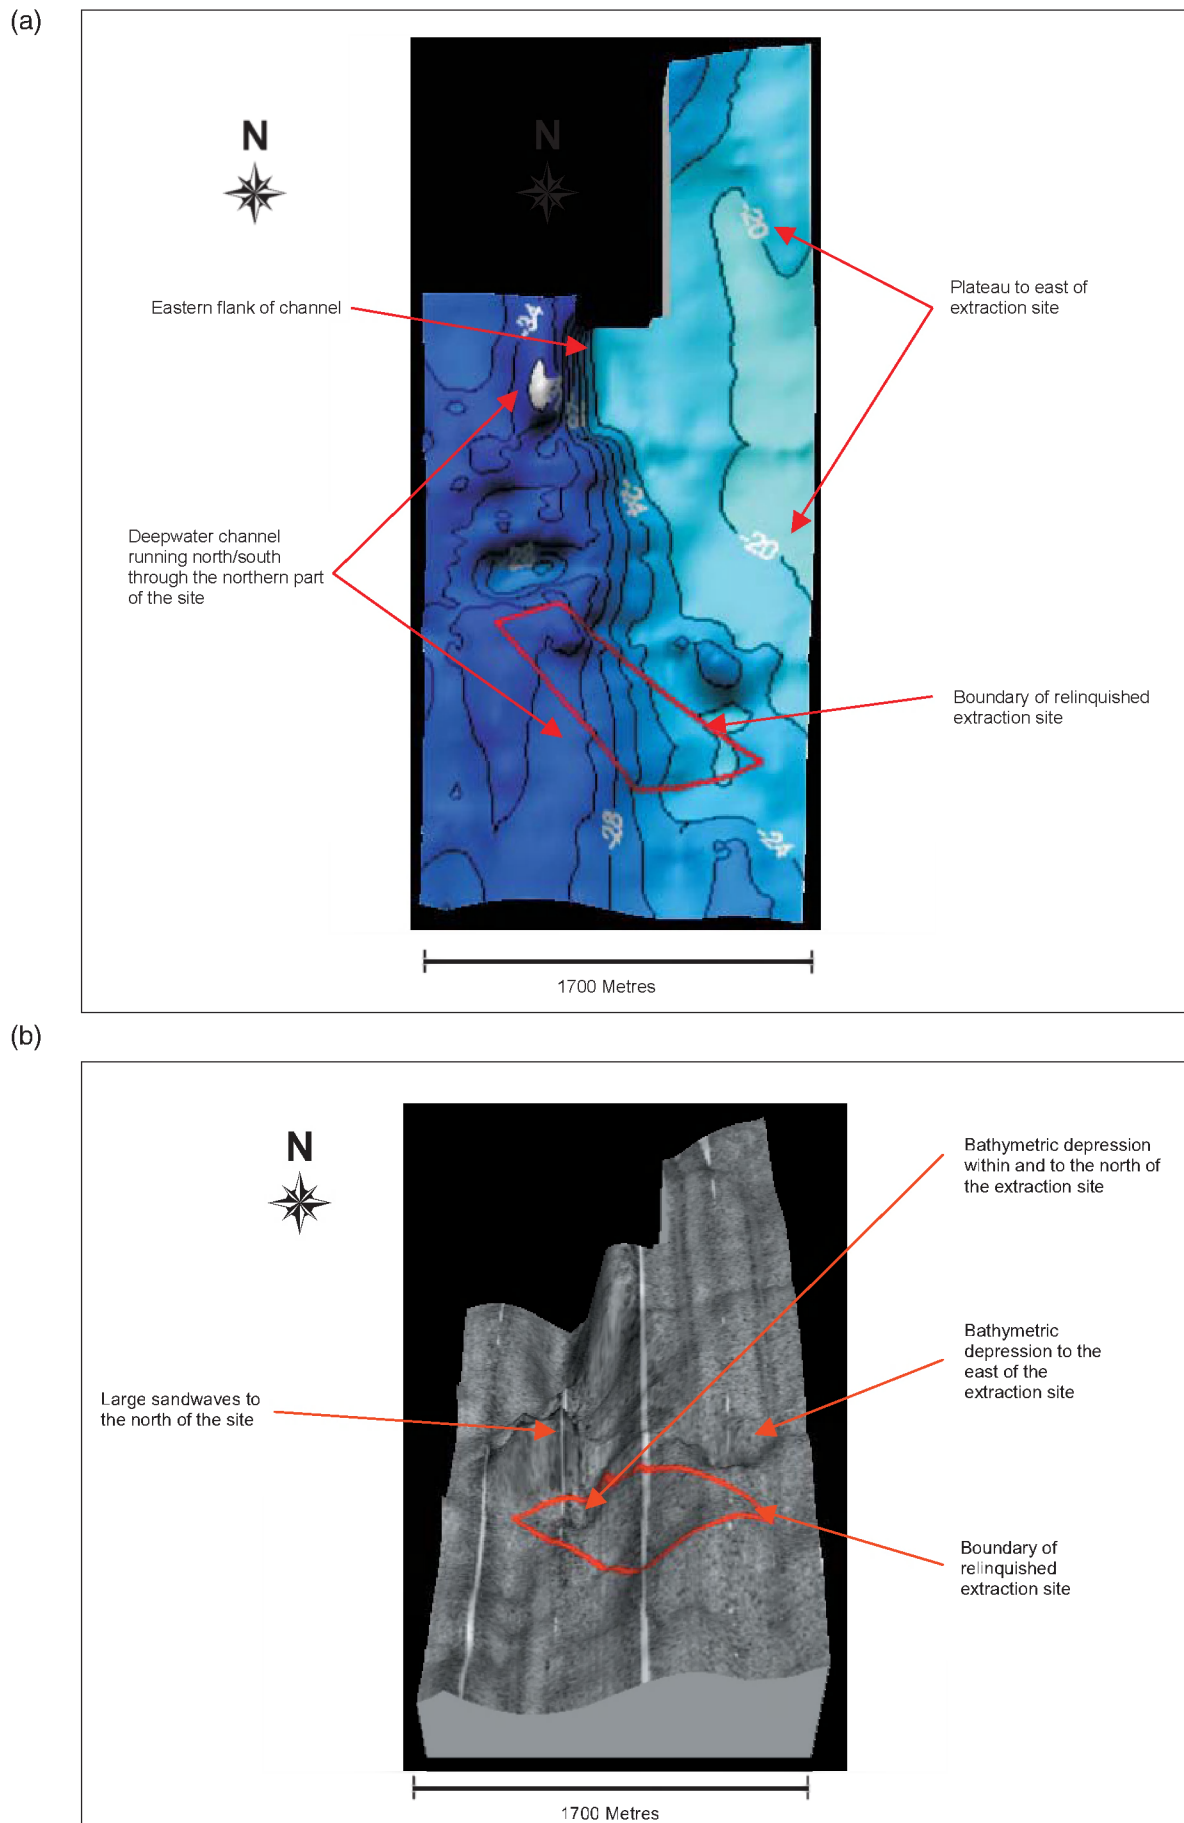 (a)
N
N
Eastern flank of channel
Plateau to east of
extraction site
Deepwater channel
running north/south
through the northern part
of the site
Boundary of relinquished
extraction site
-34
-20
-24
-20
-28
-24
1700 Metres
(b)
N
Bathymetric depression
within and to the north of
the extraction site
Bathymetric
depression to the
east of the
extraction site
Large sandwaves to
the north of the site
Boundary of
relinquished
extraction site
1700 Metres